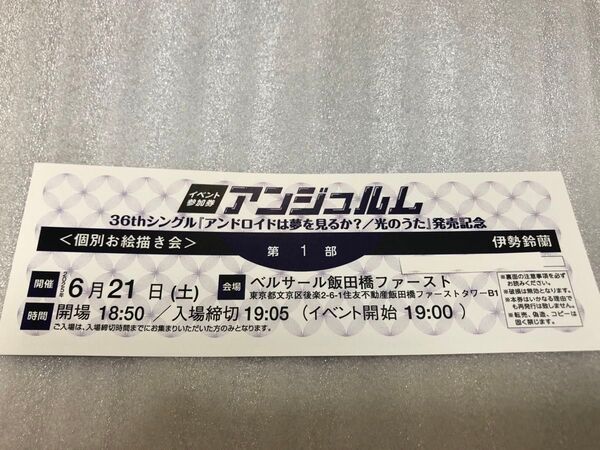 イベント
参加券
アンジュルム
36thシングル『アンドロイドは夢を見るか？／光のうた』発売記念
＜個別お絵描き会＞ 第 1 部 伊勢鈴蘭
開催 2025 6月21日(土) 会場 ベルサール飯田橋ファースト
東京都文京区後楽2-6-1住友不動産飯田橋ファーストタワーB1
時間 開場 18:50 ／入場締切 19:05 （イベント開始 19:00 ）
ご入場は、入場締切時間までにお集まりいただいた方のみとなります。
※裏面の注意事項を必ず
お読みください。
※破損は無効となります。
※本券はいかなる理由で
も再発行は致しません。
※転売、偽造、コピーは
固く禁じます。